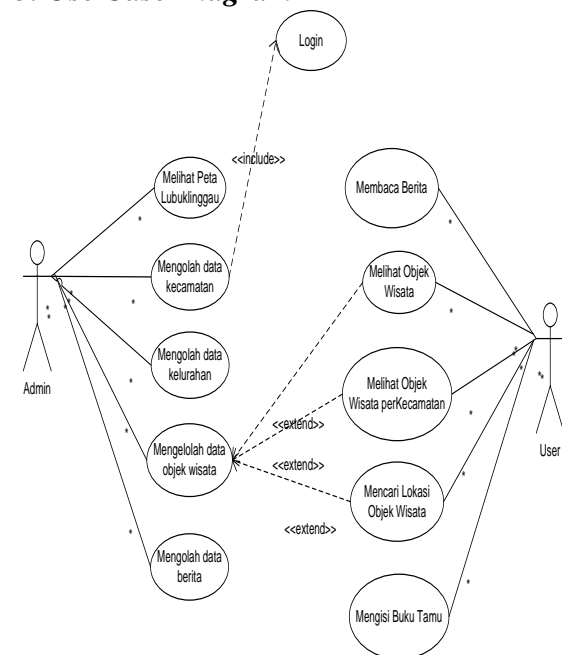 Login
<<include>>
Melihat Peta
Lubuklinggau
Membaca Berita
*
*
Mengolah data
kecamatan
Melihat Objek
Wisata
*
*
*
*
*
*
*
Mengolah data
kelurahan
*
*
*
*
Admin
*
Melihat Objek
Wisata perKecamatan
*
<<extend>>
User
*
Mengelolah data
objek wisata
<<extend>>
*
Mencari Lokasi
Objek Wisata
<<extend>>
*
Mengolah data
berita
*
Mengisi Buku Tamu